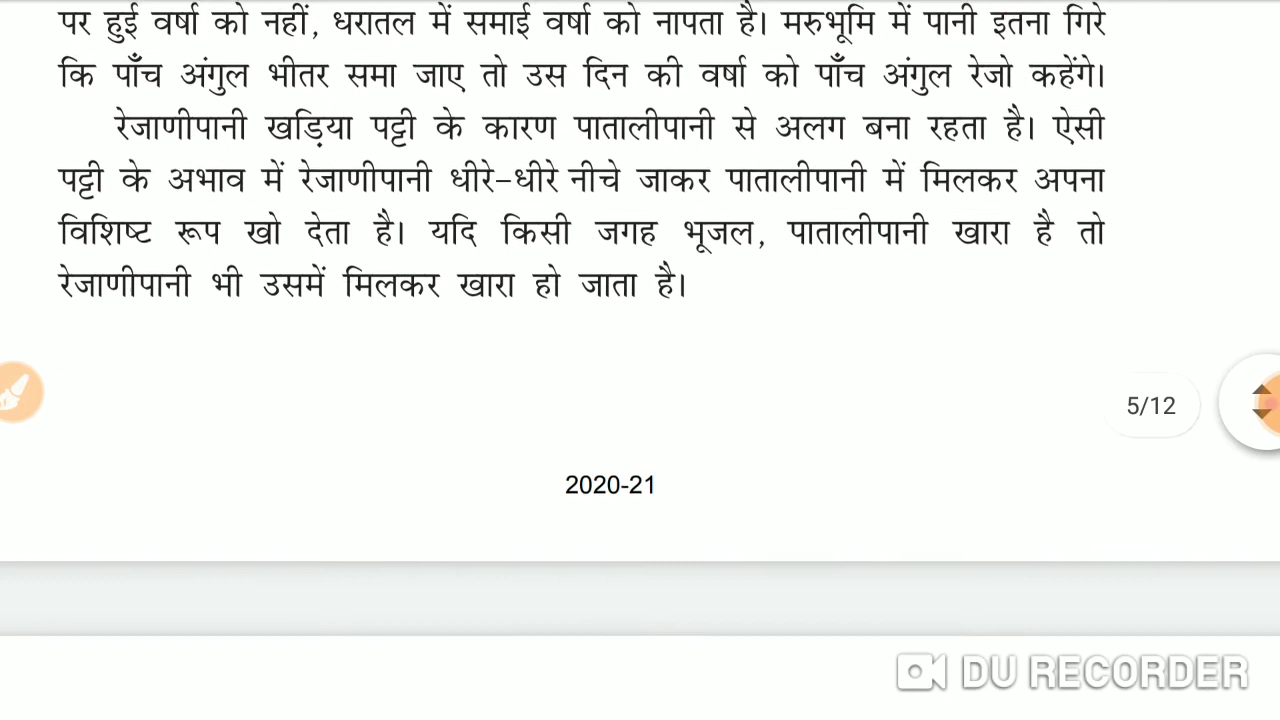 पर हुई वर्षा को नहीं, धरातल में समाई वर्षा को नापता है। मरुभूमि में पानी इतना गिरे
कि पाँच अंगुल भीतर समा जाए तो उस दिन की वर्षा को पाँच अंगुल रेजो कहेंगे।
रेजाणीपानी खड़िया पट्टी के कारण पातालीपानी से अलग बना रहता है। ऐसी
पट्टी के अभाव में रेजाणीपानी धीरे-धीरे नीचे जाकर पातालीपानी में मिलकर अपना
विशिष्ट रूप खो देता है। यदि किसी जगह भूजल, पातालीपानी खारा है तो
रेजाणीपानी भी उसमें मिलकर खारा हो जाता है।
5/12
2020-21
DU RECORDER